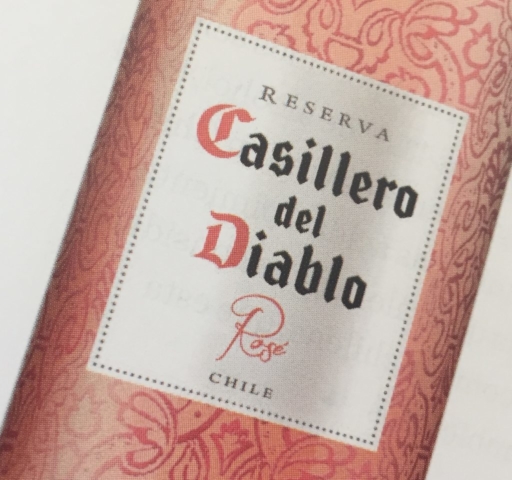 RESERVA
Casillero
del
Diablo
Rosé
CHILE